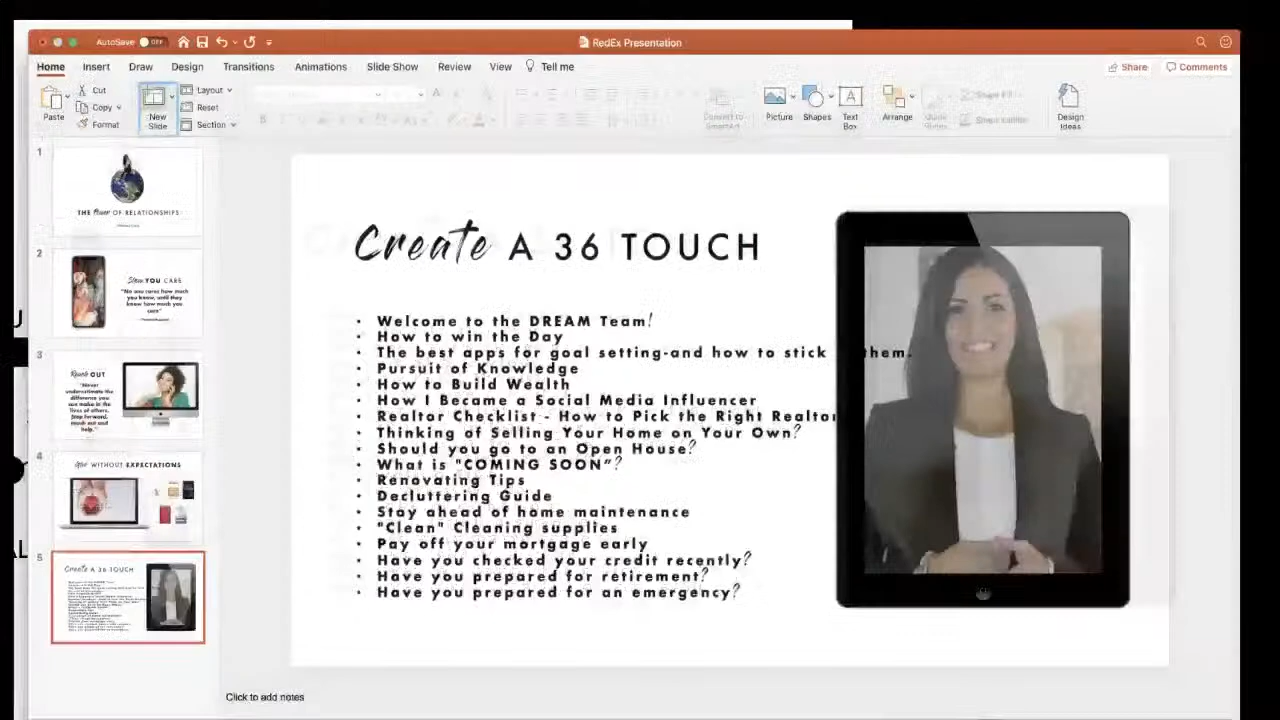 AutoSave OFF
RedEx Presentation
Home Insert Draw Design Transitions Animations Slide Show Review View Tell me
Share Comments
Paste
Cut
Copy
Format
New Slide
Layout
Reset
Section
Convert to SmartArt
Picture
Shapes
Text Box
Arrange
Shape Fill
Shape Outline
Design Ideas
1
THE Power OF RELATIONSHIPS
2
Show YOU CARE
"No one cares how much
you know, until they
know how much you
care"
3
Reach OUT
"Never
underestimate the
difference you
can make in the
lives of others.
Step forward,
reach out and
help."
4
Give WITHOUT EXPECTATIONS
5
Create A 36 TOUCH
Create A 36 TOUCH
• Welcome to the DREAM Team!
• How to win the Day
• The best apps for goal setting-and how to stick them.
• Pursuit of Knowledge
• How to Build Wealth
• How I Became a Social Media Influencer
• Realtor Checklist - How to Pick the Right Realtor
• Thinking of Selling Your Home on Your Own?
• Should you go to an Open House?
• What is "COMING SOON"?
• Renovating Tips
• Decluttering Guide
• Stay ahead of home maintenance
• "Clean" Cleaning supplies
• Pay off your mortgage early
• Have you checked your credit recently?
• Have you prepared for retirement?
• Have you prepared for an emergency?
Click to add notes